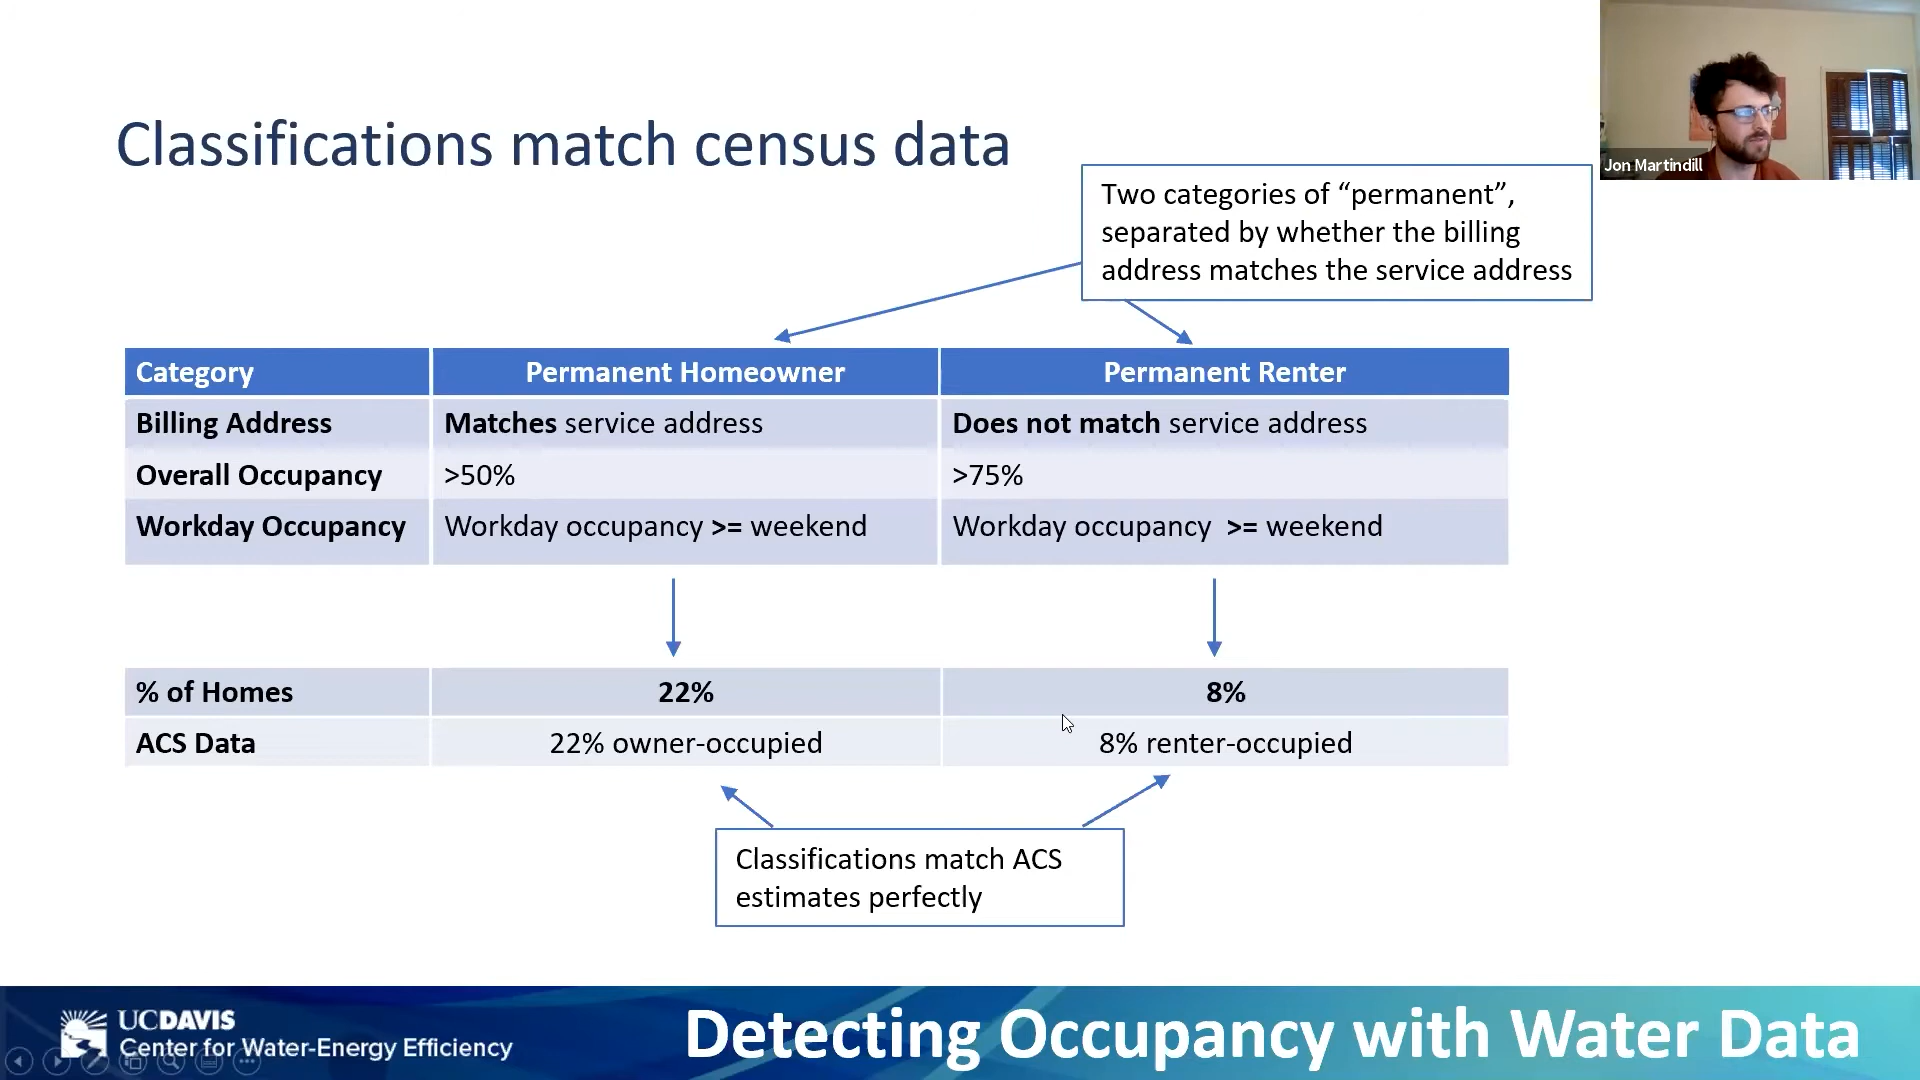 Classifications match census data
Jon Martindill
Two categories of “permanent”,
separated by whether the billing
address matches the service address
Category Permanent Homeowner Permanent Renter
Billing Address Matches service address Does not match service address
Overall Occupancy >50% >75%
Workday Occupancy Workday occupancy >= weekend Workday occupancy >= weekend
% of Homes 22% 8%
ACS Data 22% owner-occupied 8% renter-occupied
Classifications match ACS
estimates perfectly
UCDAVIS
Center for Water-Energy Efficiency
Detecting Occupancy with Water Data